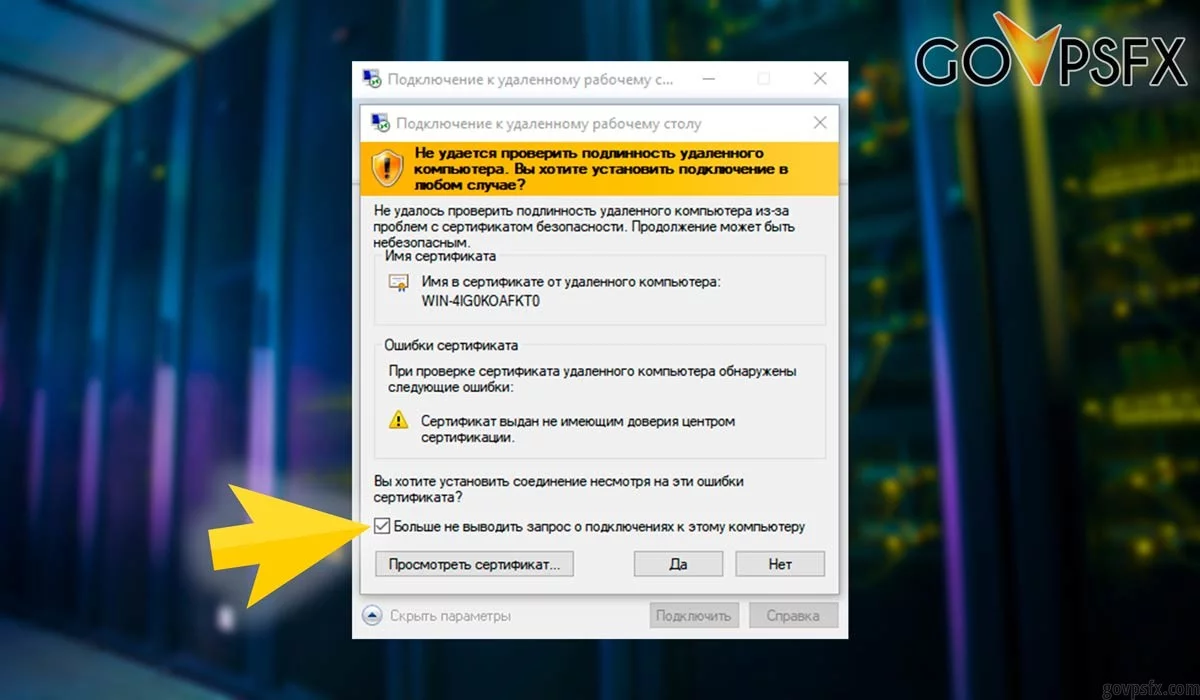 GOVPSFX
Подключение к удаленному рабочему с...
Подключение к удаленному рабочему столу
Не удается проверить подлинность удаленного
компьютера. Вы хотите установить подключение в
любом случае?
Не удалось проверить подлинность удаленного компьютера из-за
проблем с сертификатом безопасности. Продолжение может быть
небезопасным.
Имя сертификата
Имя в сертификате от удаленного компьютера:
WIN-4IG0KOAFKT0
Ошибки сертификата
При проверке сертификата удаленного компьютера обнаружены
следующие ошибки:
Сертификат выдан не имеющим доверия центром
сертификации.
Вы хотите установить соединение несмотря на эти ошибки
сертификата?
Больше не выводить запрос о подключениях к этому компьютеру
Просмотреть сертификат... Да Нет
Скрыть параметры Подключить Справка
govpsfx.com